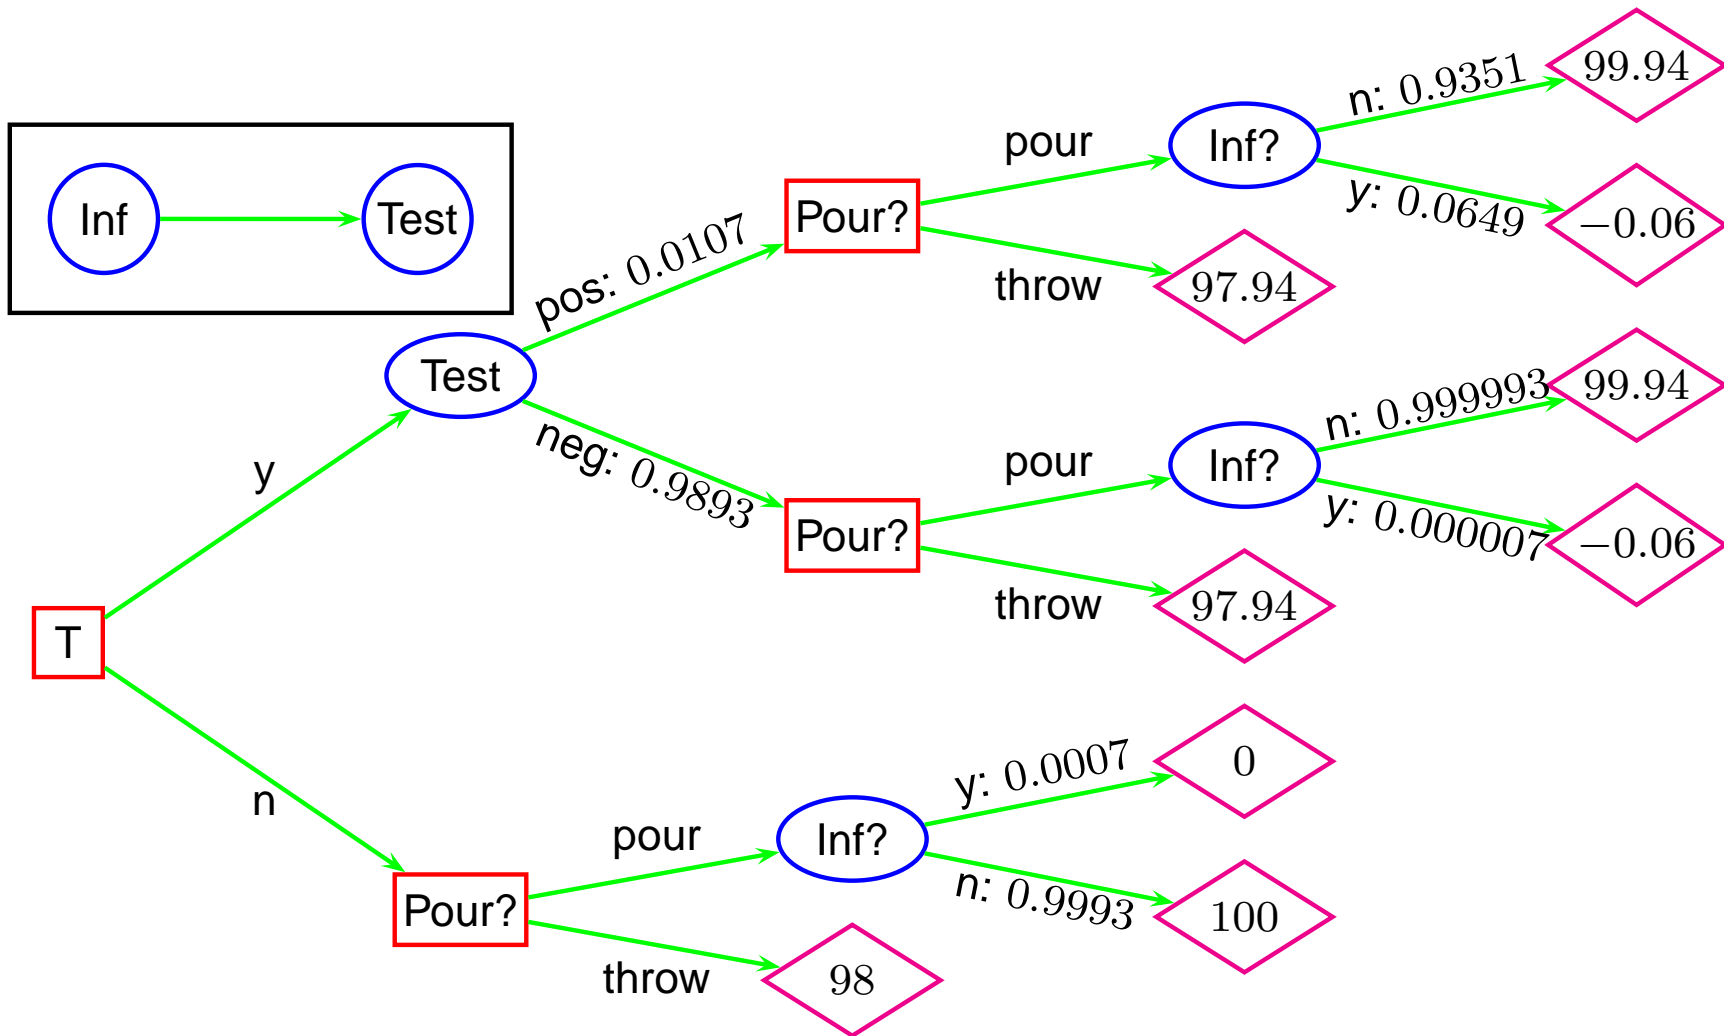 n: 0.9351
99.94
pour
Inf?
Inf
Test
pos: 0.0107
Pour?
y: 0.0649
−0.06
throw
97.94
Test
n: 0.999993
99.94
y
neg: 0.9893
pour
Inf?
Pour?
y: 0.000007
−0.06
throw
97.94
T
n
y: 0.0007
0
pour
Inf?
Pour?
n: 0.9993
100
throw
98